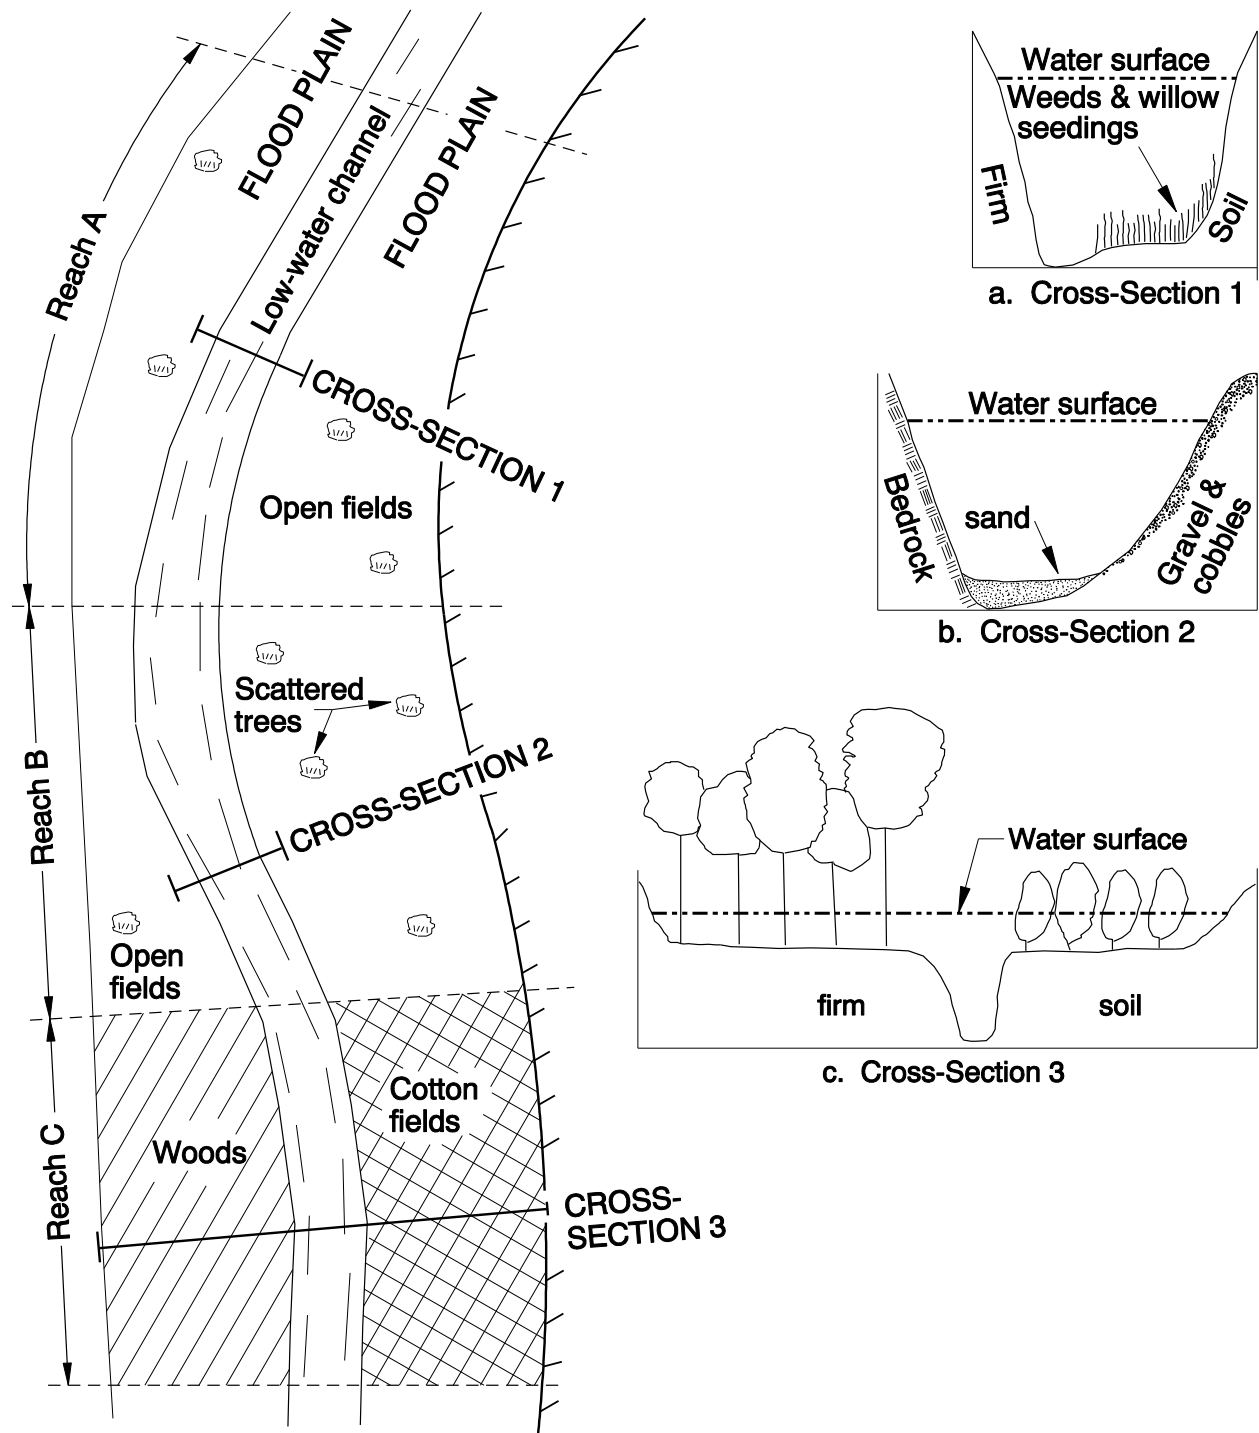 FLOOD PLAIN
Low-water channel
FLOOD PLAIN
Reach A
CROSS-SECTION 1
Open fields
Scattered
trees
Reach B
CROSS-SECTION 2
Open
fields
Cotton
fields
Woods
Reach C
CROSS-
SECTION 3
Water surface
Weeds & willow
seedings
Firm
Soil
a. Cross-Section 1
Water surface
Bedrock
sand
Gravel &
cobbles
b. Cross-Section 2
Water surface
firm
soil
c. Cross-Section 3